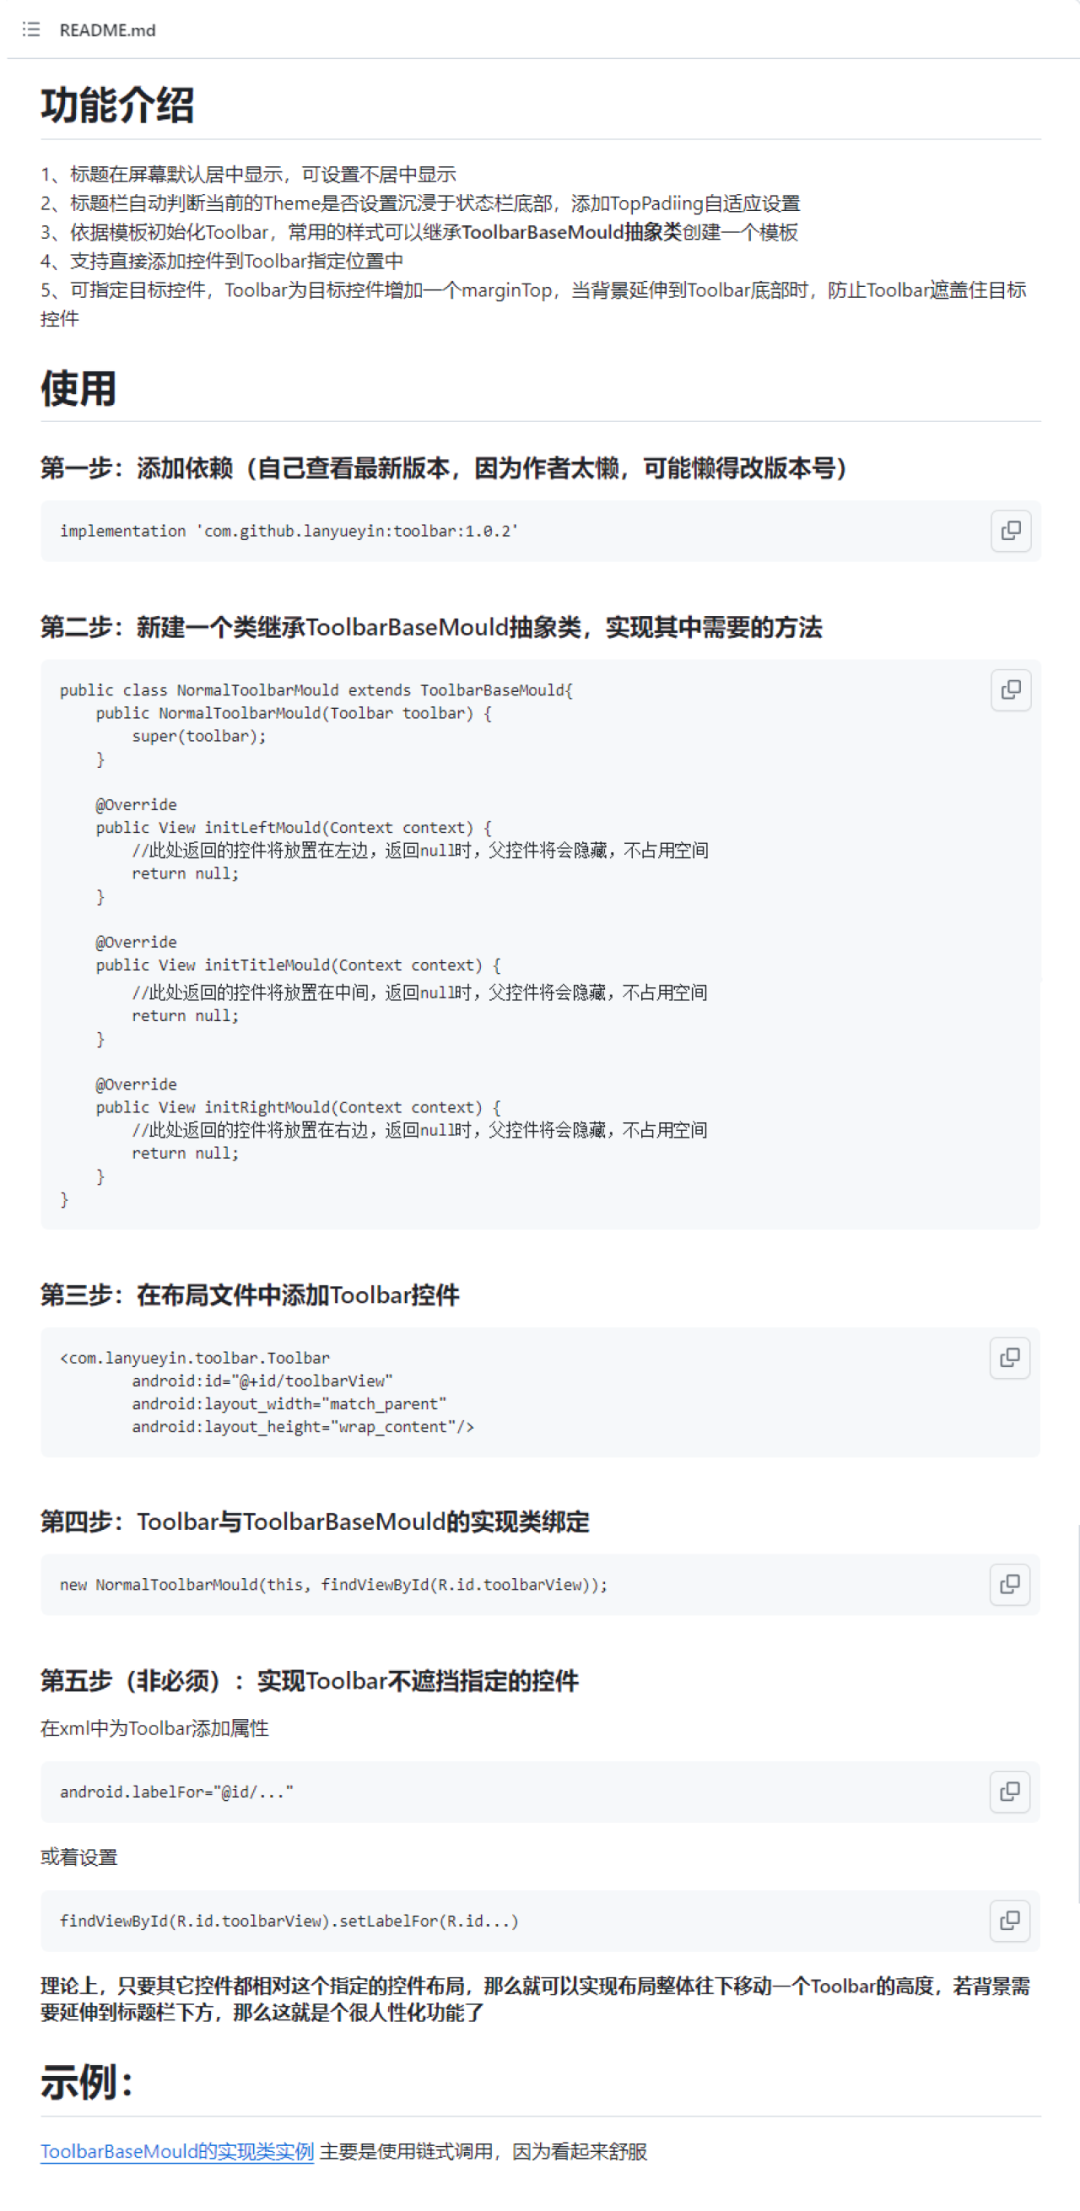 README.md
功能介绍
1、标题在屏幕默认居中显示，可设置不居中显示
2、标题栏自动判断当前的Theme是否设置沉浸于状态栏底部，添加TopPadiing自适应设置
3、依据模板初始化Toolbar，常用的样式可以继承ToolbarBaseMould抽象类创建一个模板
4、支持直接添加控件到Toolbar指定位置中
5、可指定目标控件，Toolbar为目标控件增加一个marginTop，当背景延伸到Toolbar底部时，防止Toolbar遮盖住目标
控件
使用
第一步：添加依赖（自己查看最新版本，因为作者太懒，可能懒得改版本号）
implementation 'com.github.lanyueyin:toolbar:1.0.2'
第二步：新建一个类继承ToolbarBaseMould抽象类，实现其中需要的方法
public class NormalToolbarMould extends ToolbarBaseMould{
    public NormalToolbarMould(Toolbar toolbar) {
        super(toolbar);
    }
    @Override
    public View initLeftMould(Context context) {
        //此处返回的控件将放置在左边，返回null时，父控件将会隐藏，不占用空间
        return null;
    }
    @Override
    public View initTitleMould(Context context) {
        //此处返回的控件将放置在中间，返回null时，父控件将会隐藏，不占用空间
        return null;
    }
    @Override
    public View initRightMould(Context context) {
        //此处返回的控件将放置在右边，返回null时，父控件将会隐藏，不占用空间
        return null;
    }
}
第三步：在布局文件中添加Toolbar控件
<com.lanyueyin.toolbar.Toolbar
        android:id="@+id/toolbarView"
        android:layout_width="match_parent"
        android:layout_height="wrap_content"/>
第四步：Toolbar与ToolbarBaseMould的实现类绑定
new NormalToolbarMould(this, findViewById(R.id.toolbarView));
第五步（非必须）：实现Toolbar不遮挡指定的控件
在xml中为Toolbar添加属性
android.labelFor="@id/..."
或着设置
findViewById(R.id.toolbarView).setLabelFor(R.id...)
理论上，只要其它控件都相对这个指定的控件布局，那么就可以实现布局整体往下移动一个Toolbar的高度，若背景需
要延伸到标题栏下方，那么这就是个很人性化功能了
示例：
ToolbarBaseMould的实现类实例 主要是使用链式调用，因为看起来舒服